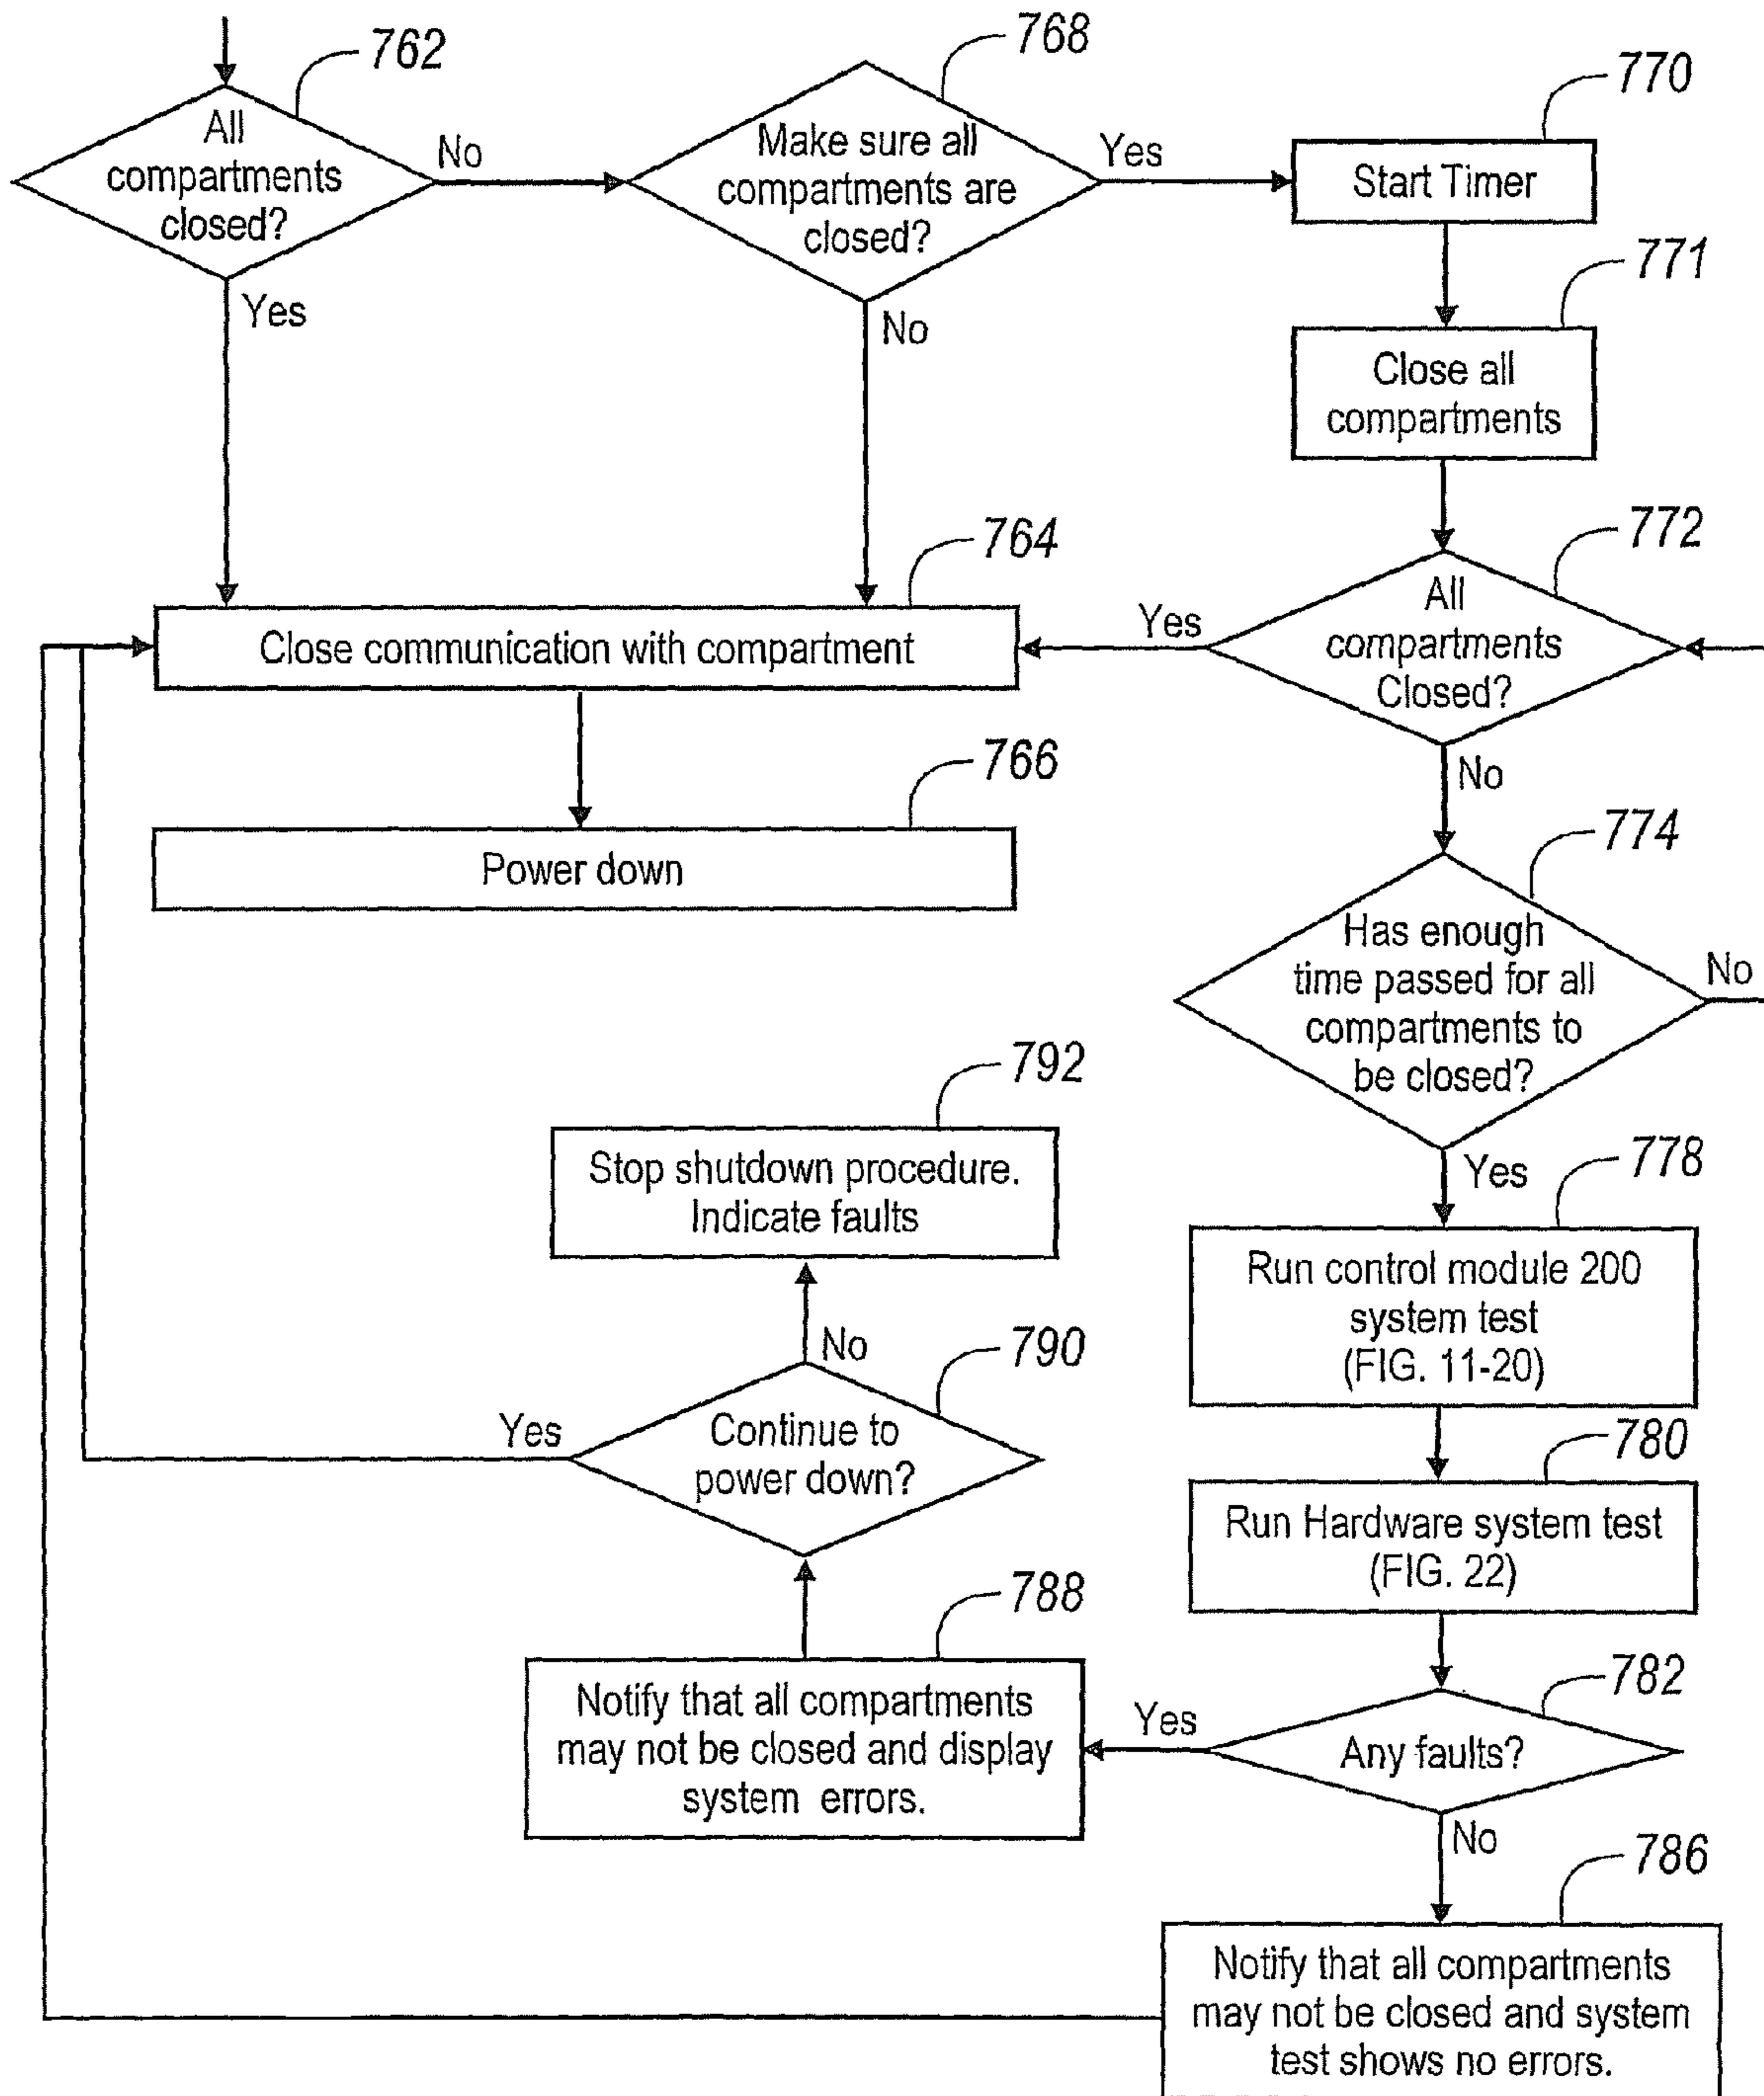 762
All
compartments
closed?
No
Yes
768
Make sure all
compartments are
closed?
Yes
No
770
Start Timer
771
Close all
compartments
772
All
compartments
Closed?
Yes
No
764
Close communication with compartment
766
Power down
774
Has enough
time passed for all
compartments to
be closed?
No
Yes
778
Run control module 200
system test
(FIG. 11-20)
780
Run Hardware system test
(FIG. 22)
782
Any faults?
Yes
No
786
Notify that all compartments
may not be closed and system
test shows no errors.
788
Notify that all compartments
may not be closed and display
system errors.
790
Continue to
power down?
Yes
No
792
Stop shutdown procedure.
Indicate faults